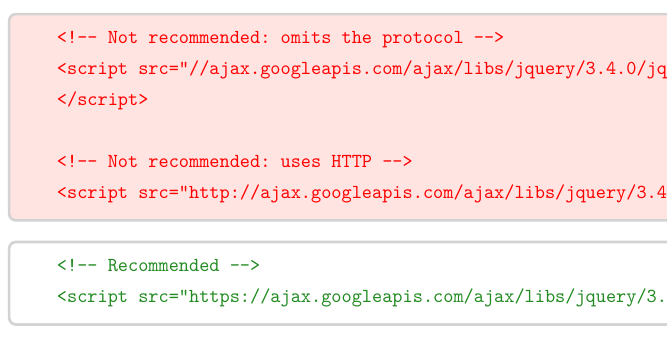 <!-- Not recommended: omits the protocol -->
<script src="//ajax.googleapis.com/ajax/libs/jquery/3.4.0/jq
</script>
<!-- Not recommended: uses HTTP -->
<script src="http://ajax.googleapis.com/ajax/libs/jquery/3.4
<!-- Recommended -->
<script src="https://ajax.googleapis.com/ajax/libs/jquery/3.